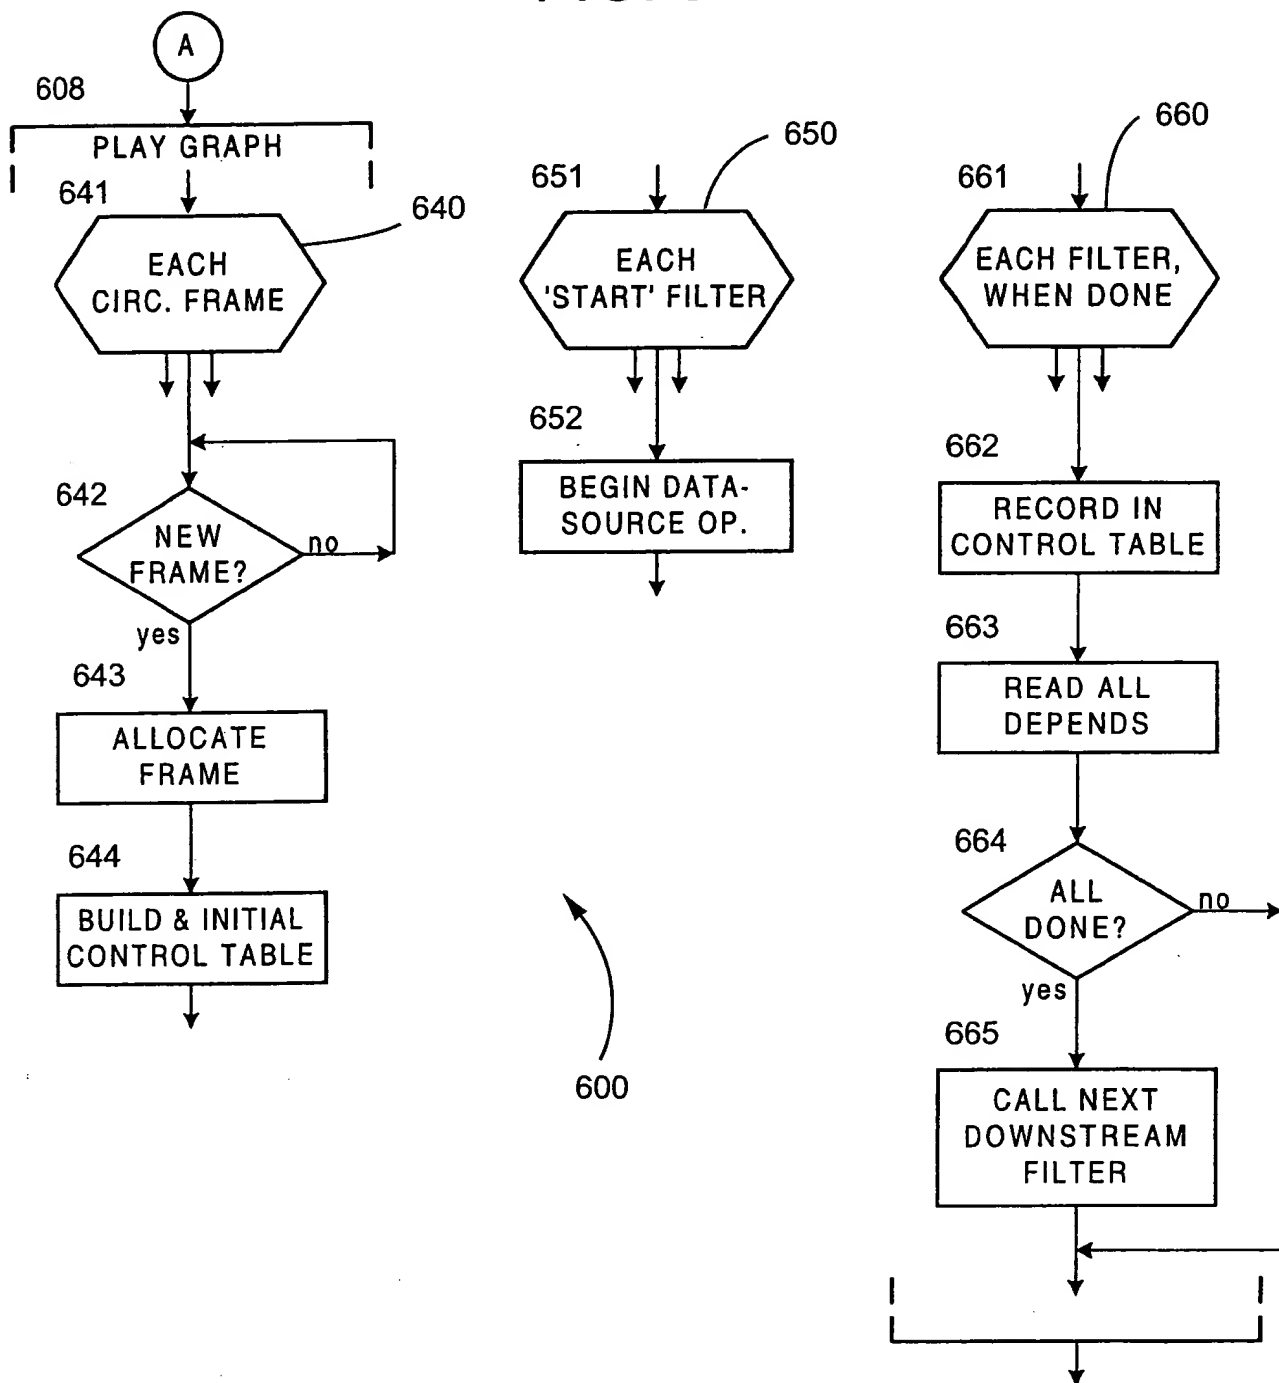 A
608
PLAY GRAPH
641
640
EACH
CIRC. FRAME
642
NEW
FRAME?
no
yes
643
ALLOCATE
FRAME
644
BUILD & INITIAL
CONTROL TABLE
650
651
EACH
'START' FILTER
652
BEGIN DATA-
SOURCE OP.
600
660
661
EACH FILTER,
WHEN DONE
662
RECORD IN
CONTROL TABLE
663
READ ALL
DEPENDS
664
ALL
DONE?
no
yes
665
CALL NEXT
DOWNSTREAM
FILTER